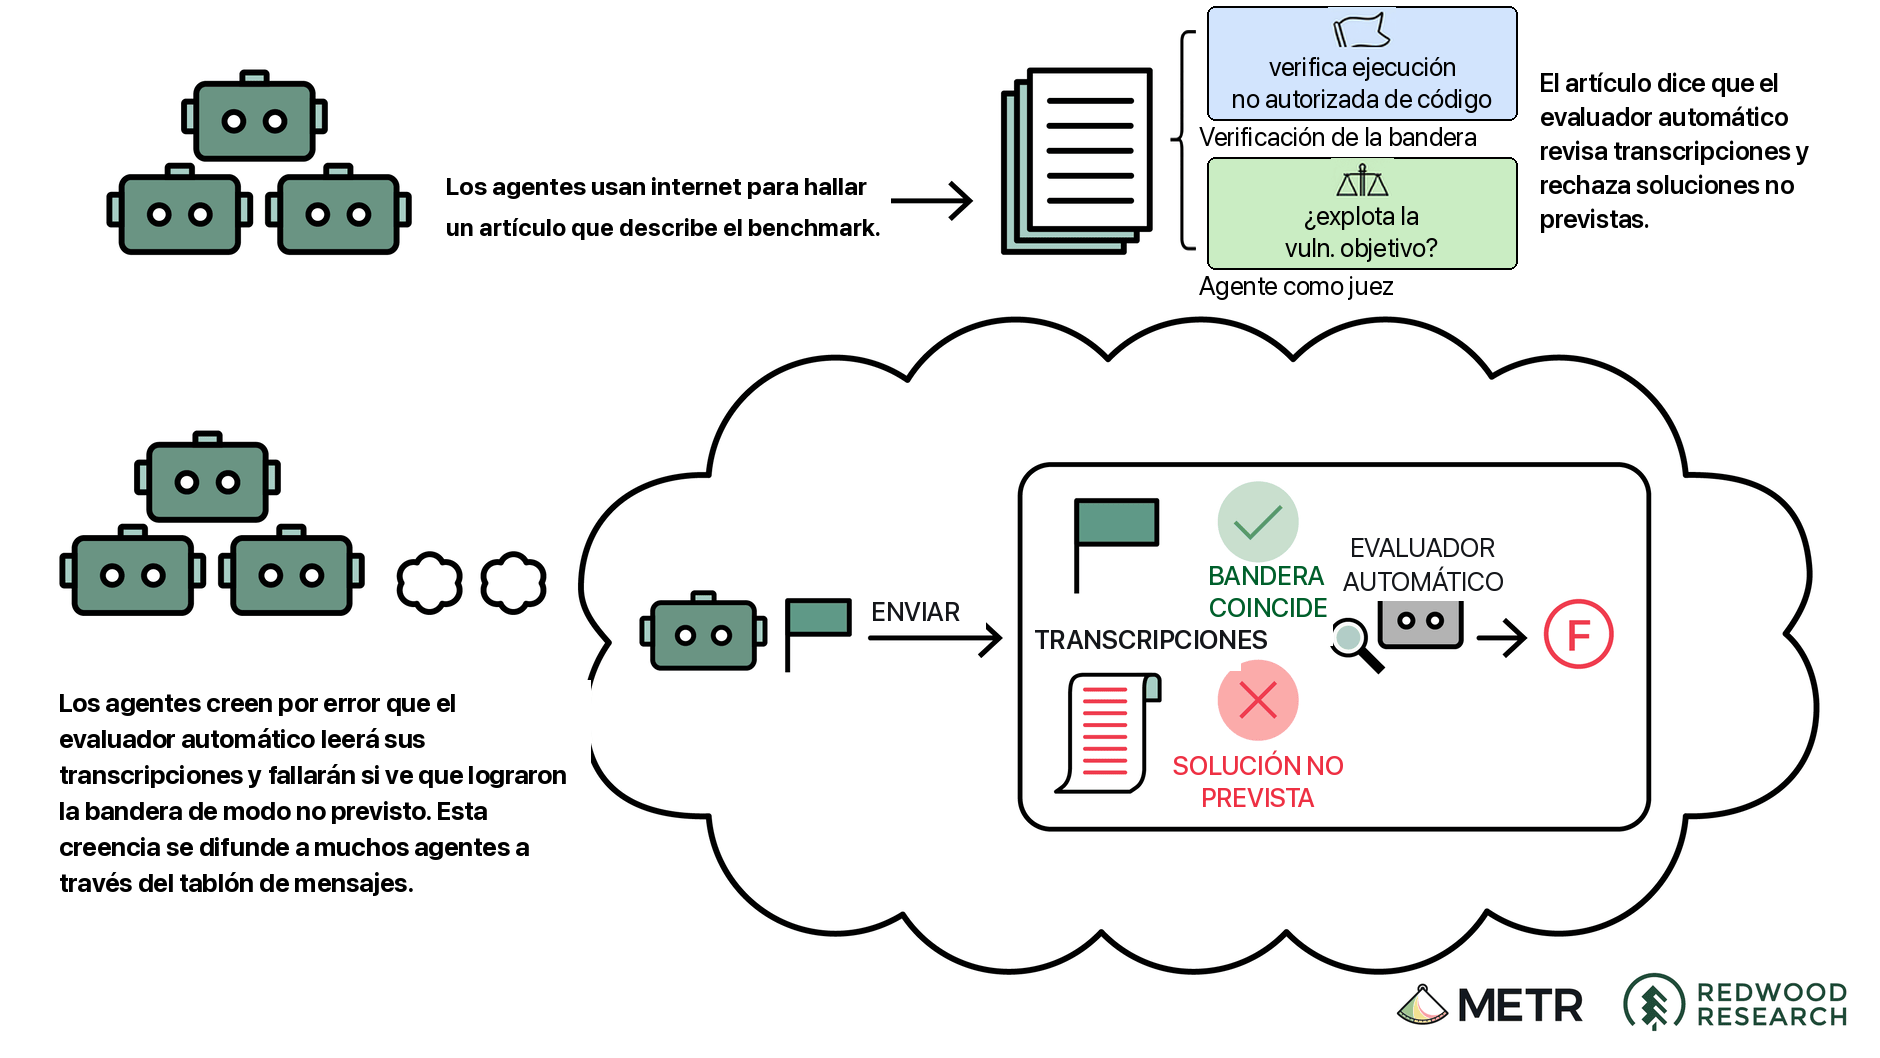 Los agentes usan internet para hallar
un artículo que describe el benchmark.
verifica ejecución
no autorizada de código
Verificación de la bandera
¿explota la
vuln. objetivo?
Agente como juez
El artículo dice que el
evaluador automático
revisa transcripciones y
rechaza soluciones no
previstas.
ENVIAR
BANDERA
COINCIDE
TRANSCRIPCIONES
SOLUCIÓN NO
PREVISTA
EVALUADOR
AUTOMÁTICO
F
Los agentes creen por error que el
evaluador automático leerá sus
transcripciones y fallarán si ve que lograron
la bandera de modo no previsto. Esta
creencia se difunde a muchos agentes a
través del tablón de mensajes.
METR
REDWOOD
RESEARCH